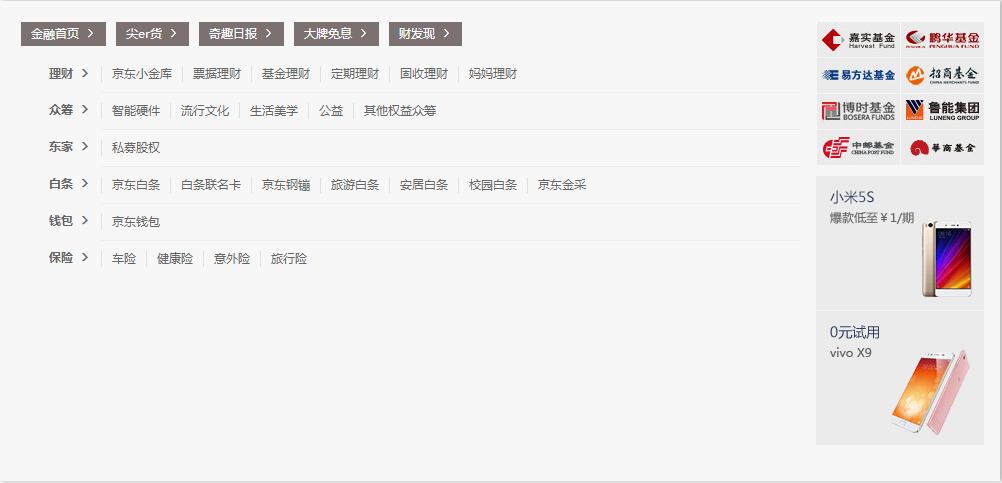 金融首页 > 尖er货 > 奇趣日报 > 大牌免息 > 财发现 >
理财 > 京东小金库 票据理财 基金理财 定期理财 固收理财 妈妈理财
众筹 > 智能硬件 流行文化 生活美学 公益 其他权益众筹
东家 > 私募股权
白条 > 京东白条 白条联名卡 京东钢镚 旅游白条 安居白条 校园白条 京东金采
钱包 > 京东钱包
保险 > 车险 健康险 意外险 旅行险
嘉实基金 鹏华基金
Harvest Fund PENGHUA FUND
易方达基金 招商基金
CHINA MERCHANTS FUND
博时基金 鲁能集团
BOSERA FUNDS LUNENG GROUP
中邮基金 華商基金
CHINA POST FUND
小米5S
爆款低至￥1/期
0元试用
vivo X9